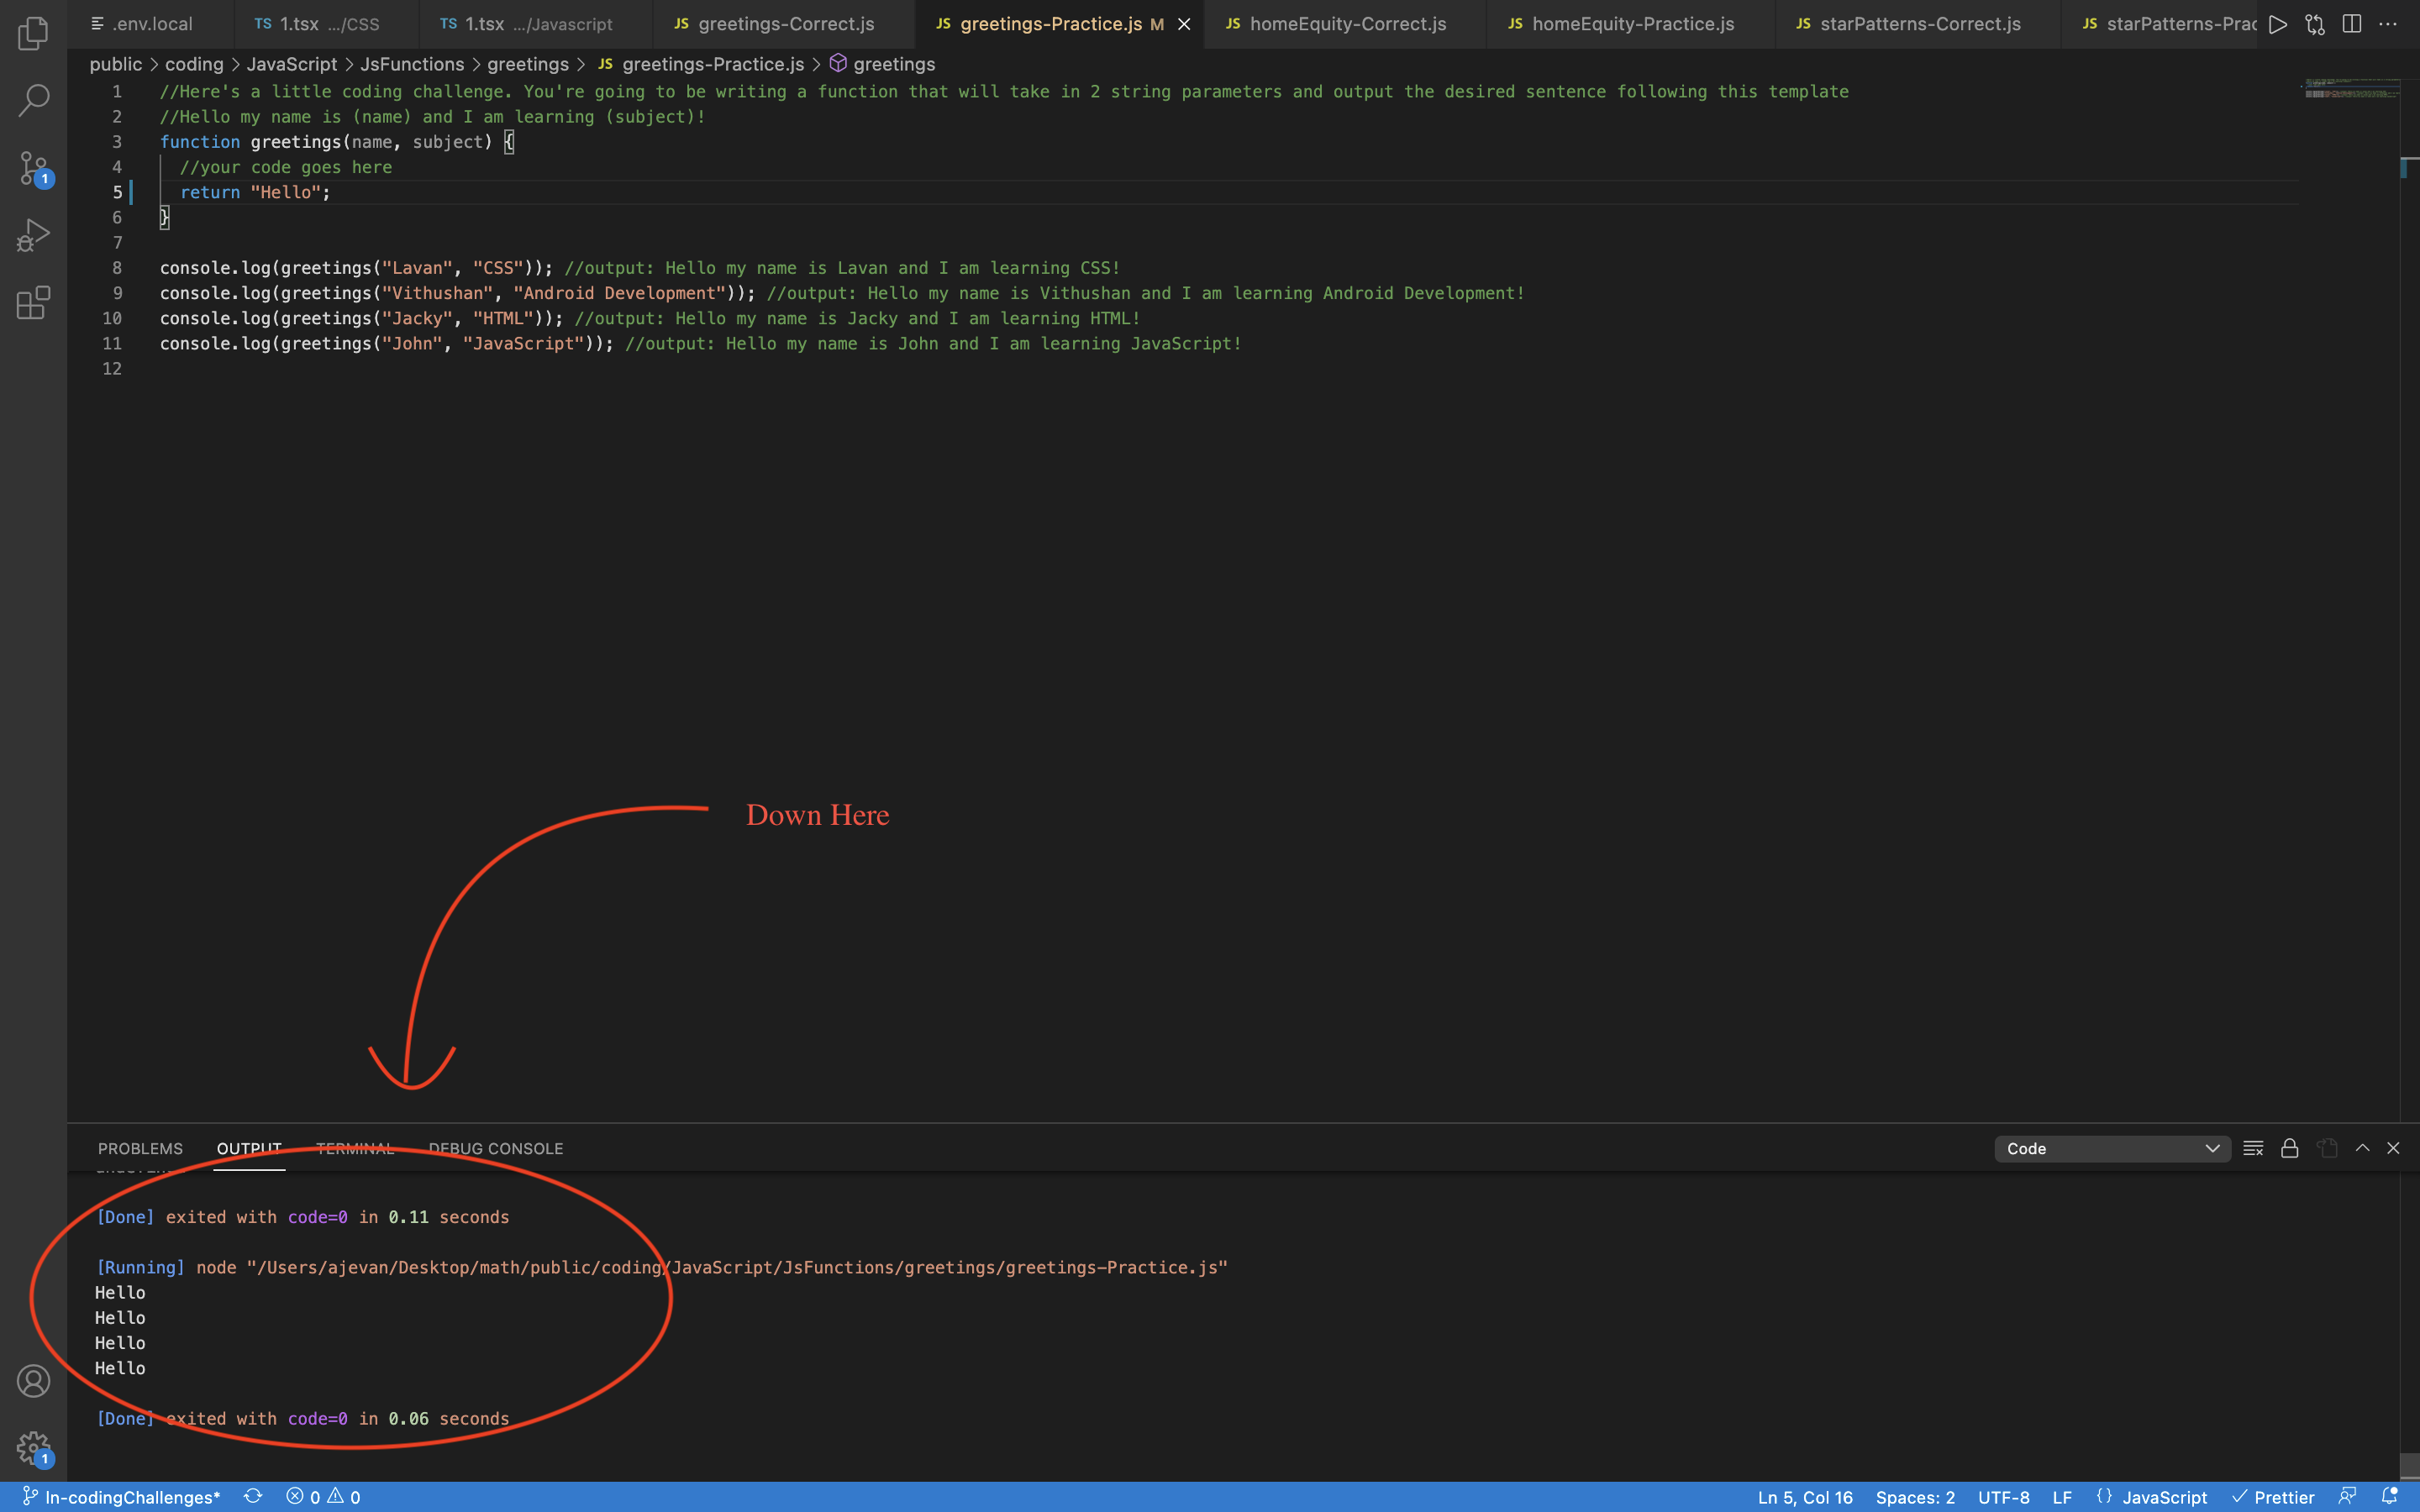 .env.local TS 1.tsx .../CSS TS 1.tsx .../Javascript JS greetings-Correct.js JS greetings-Practice.js M JS homeEquity-Correct.js JS homeEquity-Practice.js JS starPatterns-Correct.js JS starPatterns-Prac
public > coding > JavaScript > JsFunctions > greetings > JS greetings-Practice.js > greetings
1 //Here's a little coding challenge. You're going to be writing a function that will take in 2 string parameters and output the desired sentence following this template
2 //Hello my name is (name) and I am learning (subject)!
3 function greetings(name, subject) {
4 //your code goes here
5 return "Hello";
6 }
7
8 console.log(greetings("Lavan", "CSS")); //output: Hello my name is Lavan and I am learning CSS!
9 console.log(greetings("Vithushan", "Android Development")); //output: Hello my name is Vithushan and I am learning Android Development!
10 console.log(greetings("Jacky", "HTML")); //output: Hello my name is Jacky and I am learning HTML!
11 console.log(greetings("John", "JavaScript")); //output: Hello my name is John and I am learning JavaScript!
12
Down Here
PROBLEMS OUTPUT TERMINAL DEBUG CONSOLE Code
[Done] exited with code=0 in 0.11 seconds
[Running] node "/Users/ajevan/Desktop/math/public/coding/JavaScript/JsFunctions/greetings/greetings-Practice.js"
Hello
Hello
Hello
Hello
[Done] exited with code=0 in 0.06 seconds
1
1
In-codingChallenges* 0 0 Ln 5, Col 16 Spaces: 2 UTF-8 LF {} JavaScript Prettier